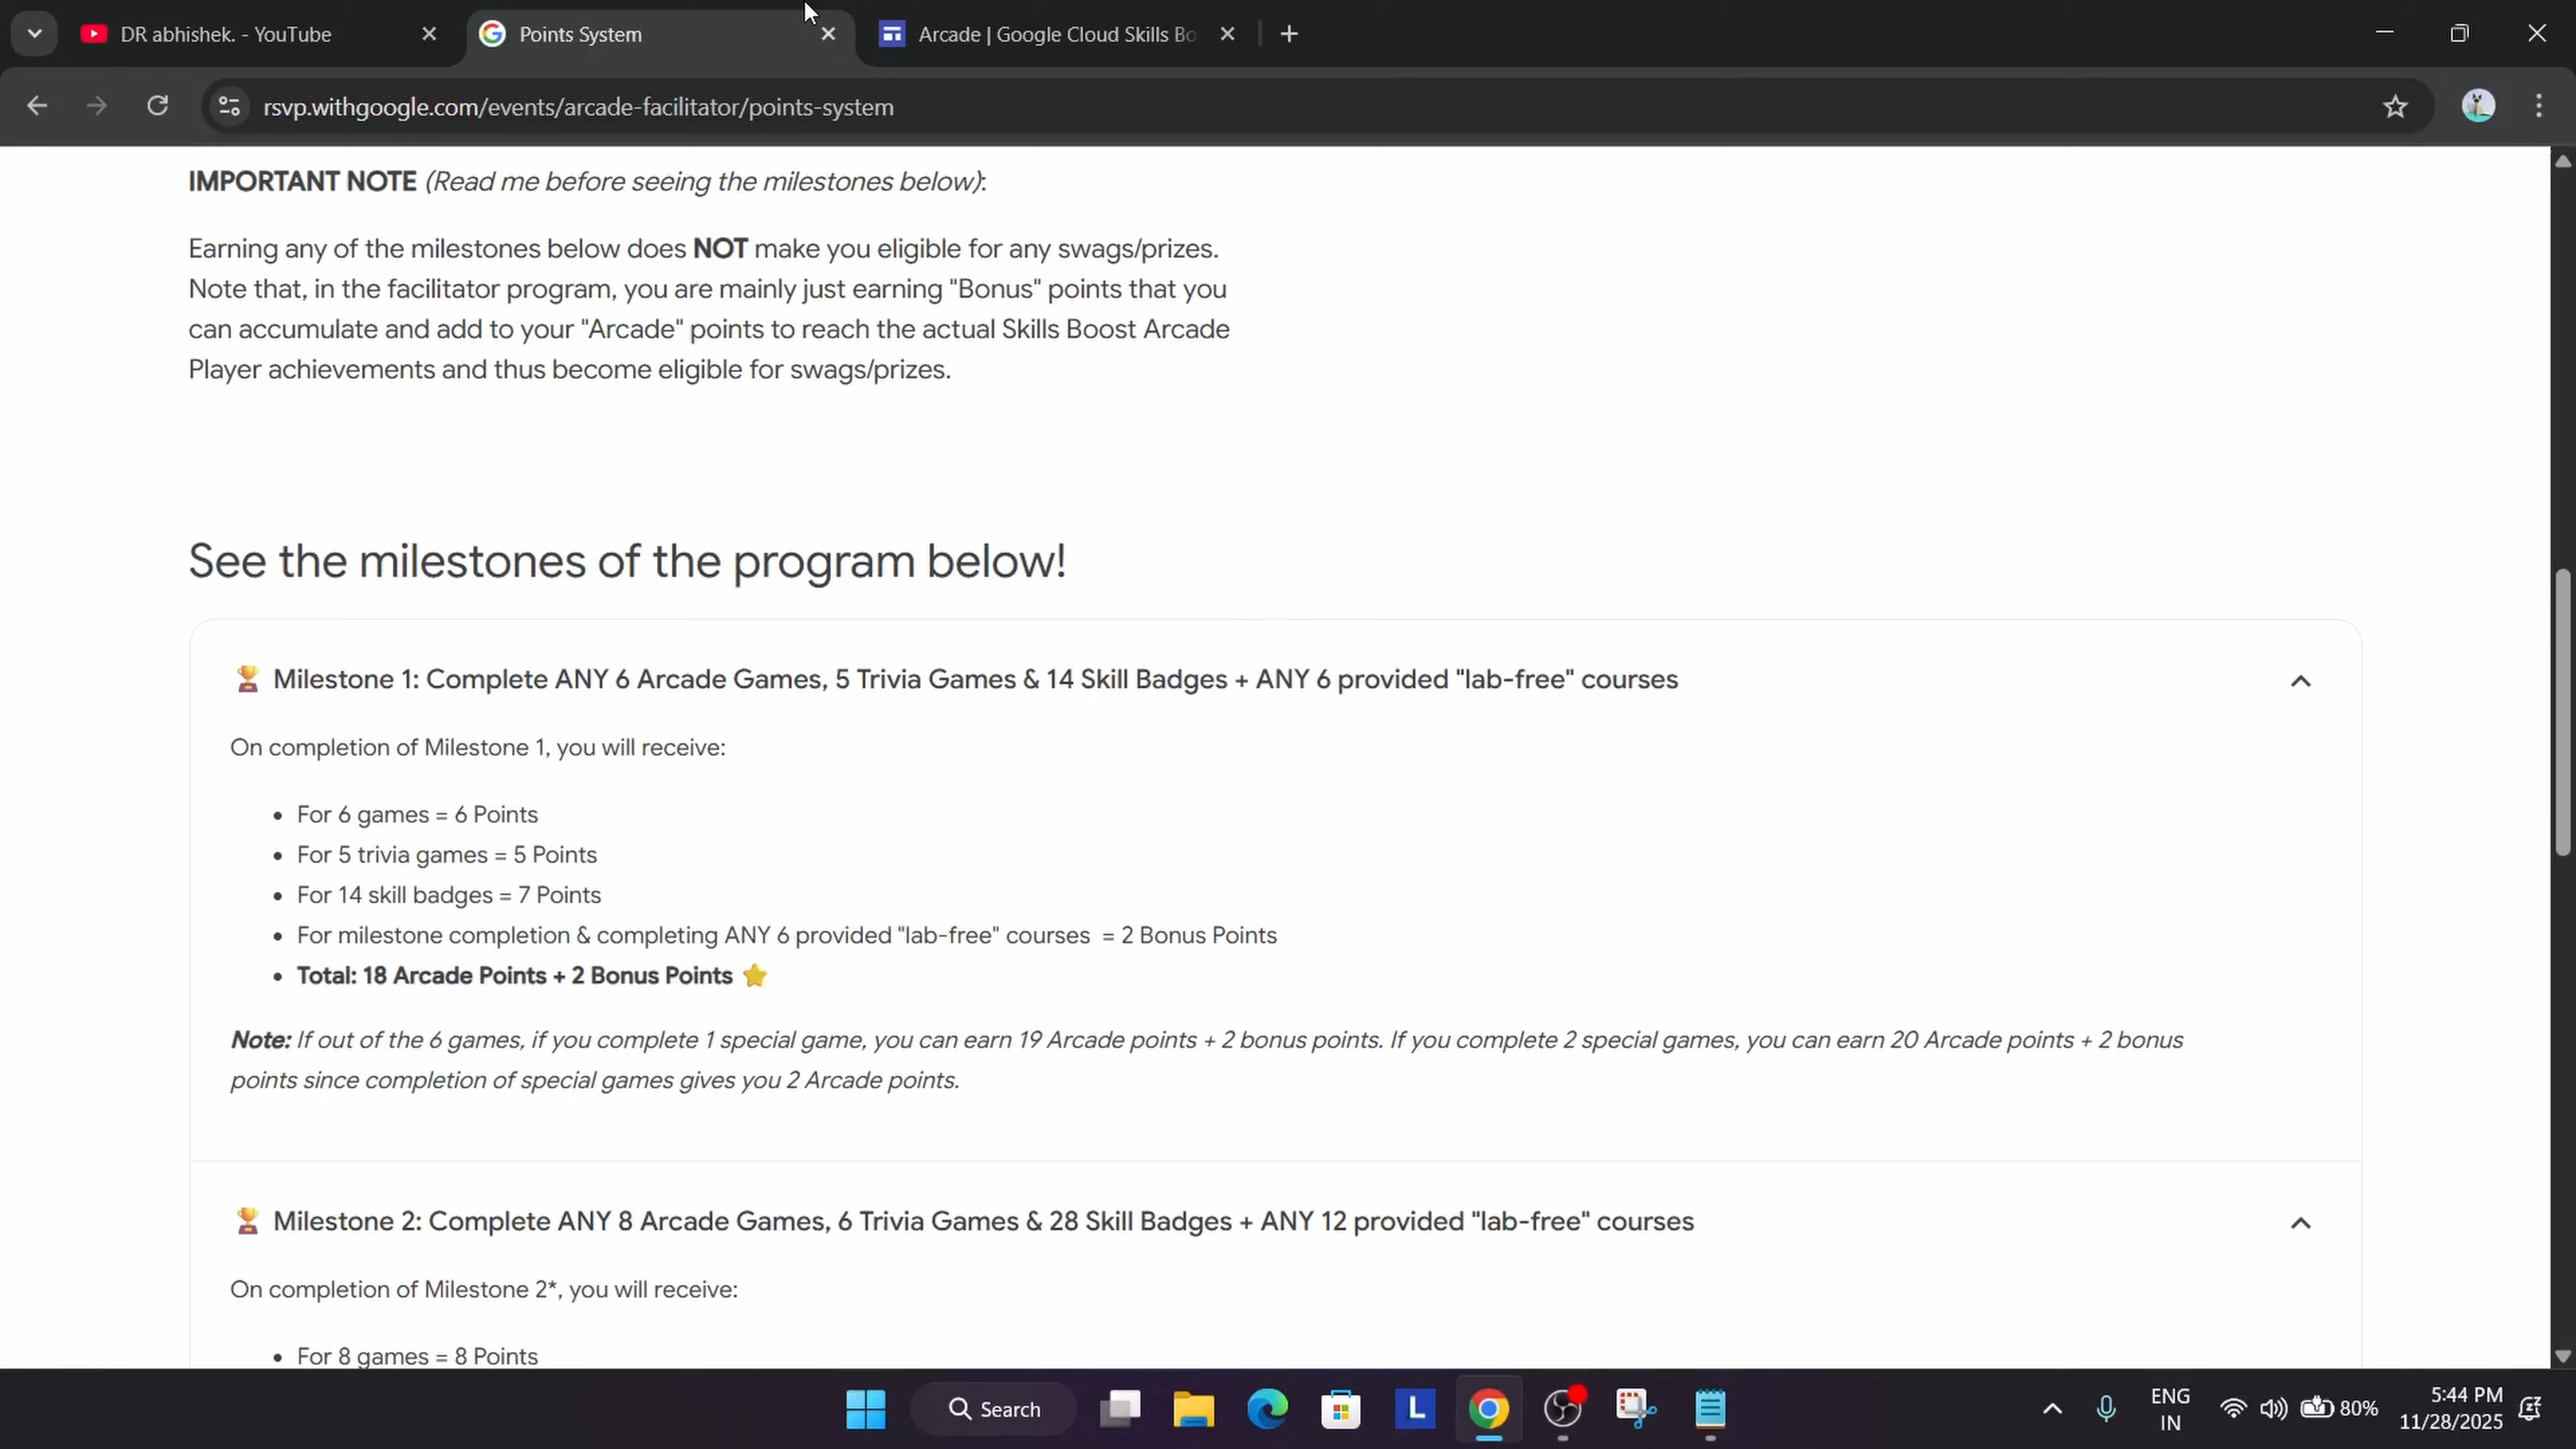 DR abhishek. - YouTube
Points System
Arcade | Google Cloud Skills Bo
rsvp.withgoogle.com/events/arcade-facilitator/points-system
IMPORTANT NOTE (Read me before seeing the milestones below):
Earning any of the milestones below does NOT make you eligible for any swags/prizes.
Note that, in the facilitator program, you are mainly just earning "Bonus" points that you
can accumulate and add to your "Arcade" points to reach the actual Skills Boost Arcade
Player achievements and thus become eligible for swags/prizes.
See the milestones of the program below!
🏆 Milestone 1: Complete ANY 6 Arcade Games, 5 Trivia Games & 14 Skill Badges + ANY 6 provided "lab-free" courses
On completion of Milestone 1, you will receive:
• For 6 games = 6 Points
• For 5 trivia games = 5 Points
• For 14 skill badges = 7 Points
• For milestone completion & completing ANY 6 provided "lab-free" courses = 2 Bonus Points
• Total: 18 Arcade Points + 2 Bonus Points ⭐
Note: If out of the 6 games, if you complete 1 special game, you can earn 19 Arcade points + 2 bonus points. If you complete 2 special games, you can earn 20 Arcade points + 2 bonus
points since completion of special games gives you 2 Arcade points.
🏆 Milestone 2: Complete ANY 8 Arcade Games, 6 Trivia Games & 28 Skill Badges + ANY 12 provided "lab-free" courses
On completion of Milestone 2*, you will receive:
• For 8 games = 8 Points
Search
L
ENG
IN
80%
5:44 PM
11/28/2025